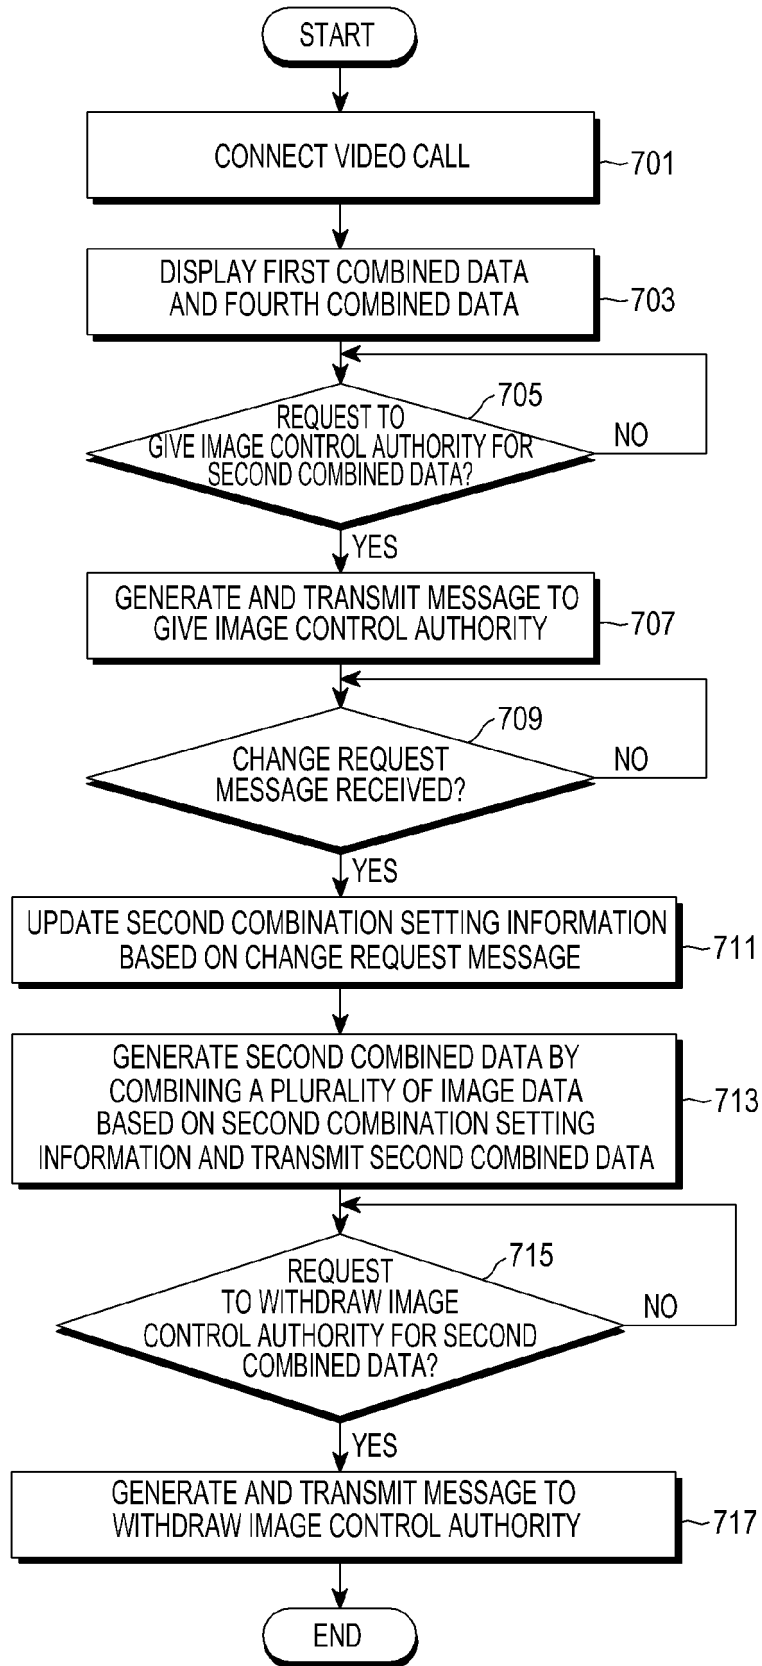 START
CONNECT VIDEO CALL
701
DISPLAY FIRST COMBINED DATA
AND FOURTH COMBINED DATA
703
705
REQUEST TO
GIVE IMAGE CONTROL AUTHORITY FOR
SECOND COMBINED DATA?
NO
YES
GENERATE AND TRANSMIT MESSAGE TO
GIVE IMAGE CONTROL AUTHORITY
707
709
CHANGE REQUEST
MESSAGE RECEIVED?
NO
YES
UPDATE SECOND COMBINATION SETTING INFORMATION
BASED ON CHANGE REQUEST MESSAGE
711
GENERATE SECOND COMBINED DATA BY
COMBINING A PLURALITY OF IMAGE DATA
BASED ON SECOND COMBINATION SETTING
INFORMATION AND TRANSMIT SECOND COMBINED DATA
713
715
REQUEST
TO WITHDRAW IMAGE
CONTROL AUTHORITY FOR SECOND
COMBINED DATA?
NO
YES
GENERATE AND TRANSMIT MESSAGE TO
WITHDRAW IMAGE CONTROL AUTHORITY
717
END